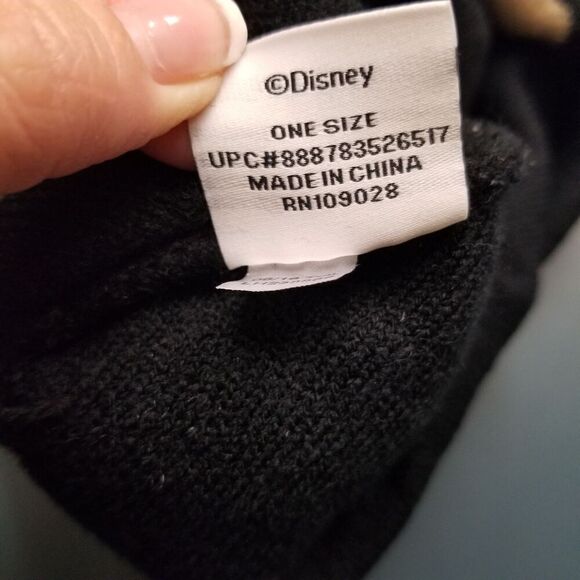 ©Disney
ONE SIZE
UPC#888783526517
MADE IN CHINA
RN109028